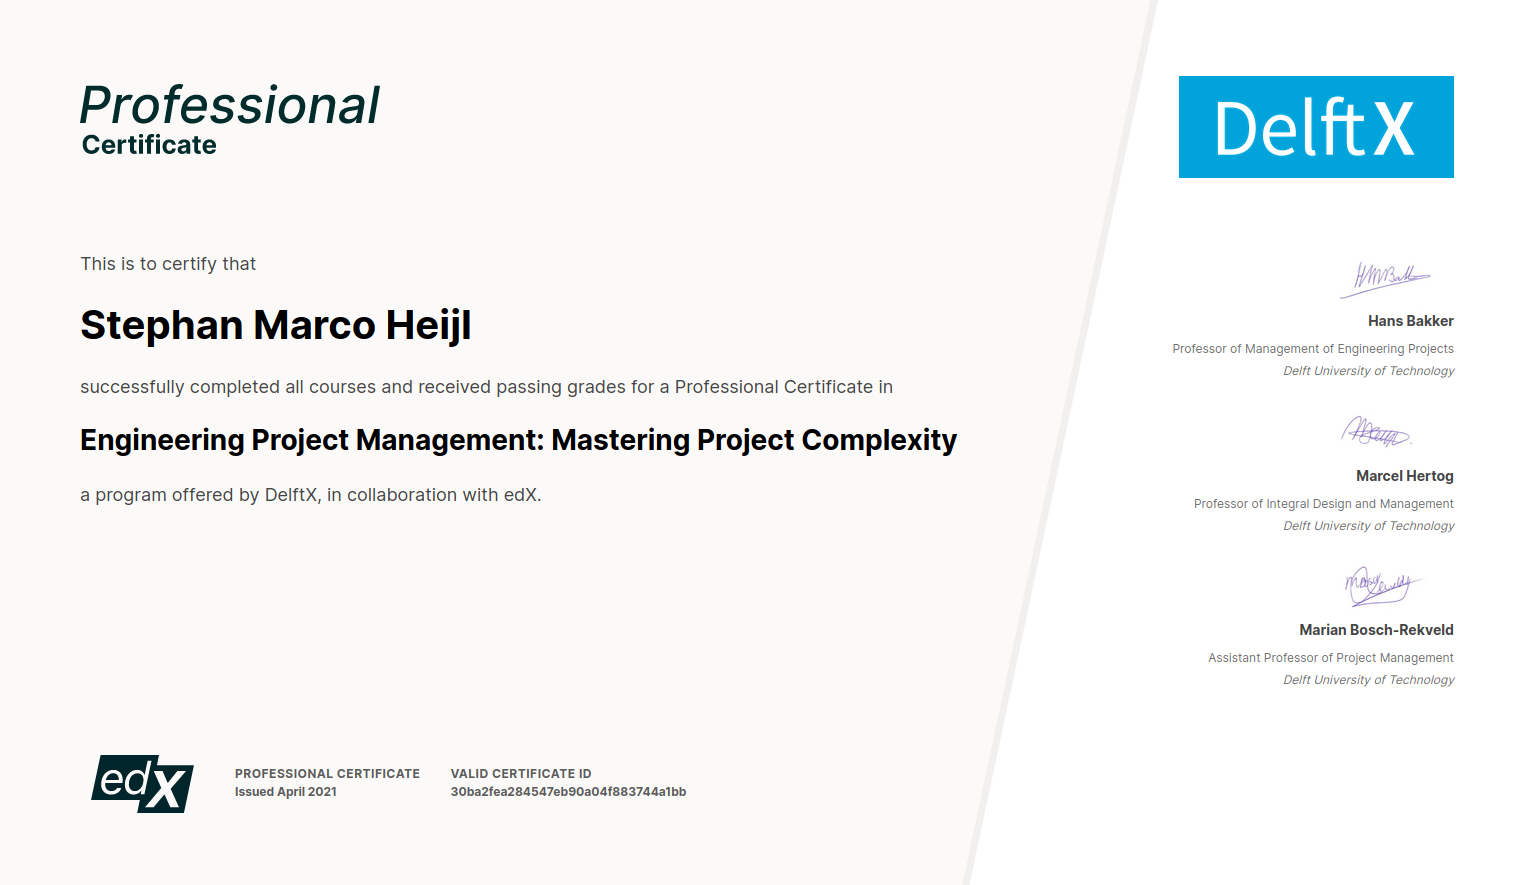 Professional
Certificate
This is to certify that
Stephan Marco Heijl
successfully completed all courses and received passing grades for a Professional Certificate in
Engineering Project Management: Mastering Project Complexity
a program offered by DelftX, in collaboration with edX.
edX
PROFESSIONAL CERTIFICATE
Issued April 2021
VALID CERTIFICATE ID
30ba2fea284547eb90a04f883744a1bb
DelftX
Hans Bakker
Professor of Management of Engineering Projects
Delft University of Technology
Marcel Hertog
Professor of Integral Design and Management
Delft University of Technology
Marian Bosch-Rekveld
Assistant Professor of Project Management
Delft University of Technology